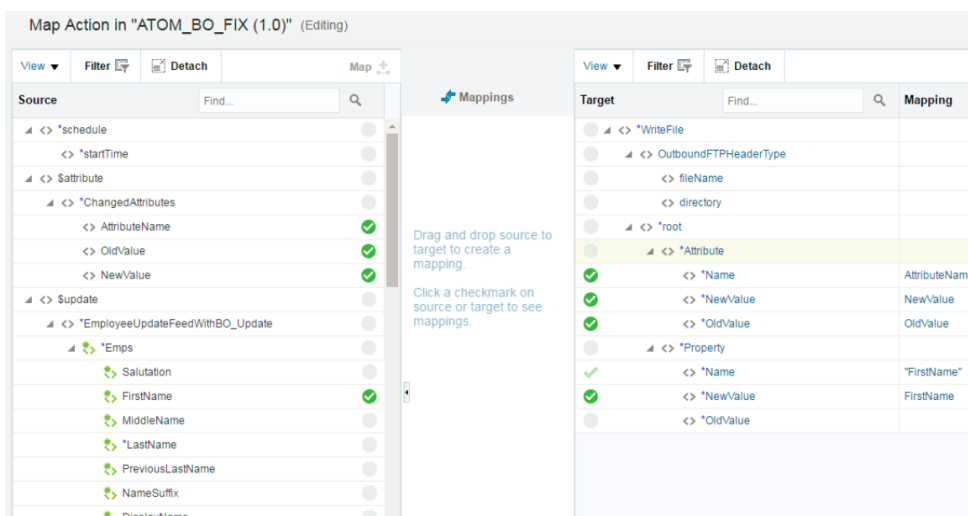 Map Action in "ATOM_BO_FIX (1.0)" (Editing)
View Filter Detach Map
Source Find...
*schedule
*startTime
$attribute
*ChangedAttributes
AttributeName
OldValue
NewValue
$update
*EmployeeUpdateFeedWithBO_Update
*Emps
Salutation
FirstName
MiddleName
*LastName
PreviousLastName
NameSuffix
DisplayName
Mappings
Drag and drop source to
target to create a
mapping.
Click a checkmark on
source or target to see
mappings.
View Filter Detach
Target Find... Mapping
*WriteFile
OutboundFTPHeaderType
fileName
directory
*root
*Attribute
*Name AttributeNam
*NewValue NewValue
*OldValue OldValue
*Property
*Name "FirstName"
*NewValue FirstName
*OldValue